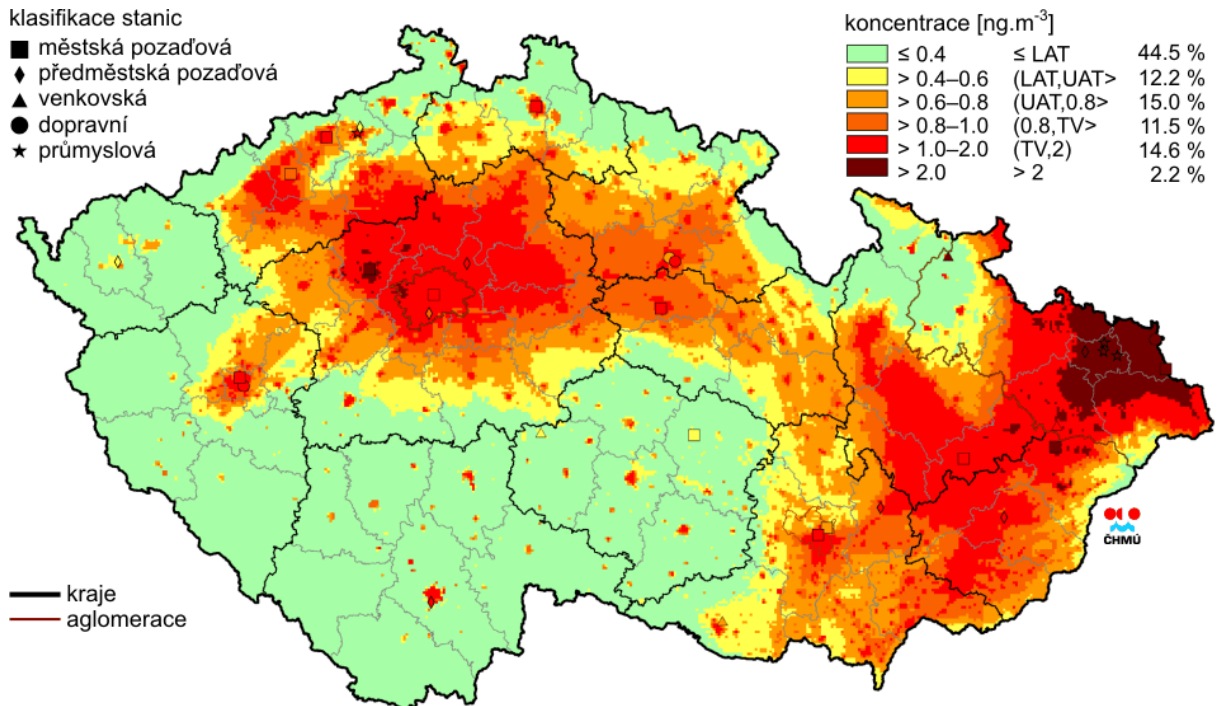 klasifikace stanic
městská pozaďová
předměstská pozaďová
venkovská
dopravní
průmyslová
koncentrace [ng.m⁻³]
≤ 0.4 ≤ LAT 44.5 %
> 0.4–0.6 (LAT,UAT> 12.2 %
> 0.6–0.8 (UAT,0.8> 15.0 %
> 0.8–1.0 (0.8,TV> 11.5 %
> 1.0–2.0 (TV,2) 14.6 %
> 2.0 > 2 2.2 %
ČHMÚ
kraje
aglomerace